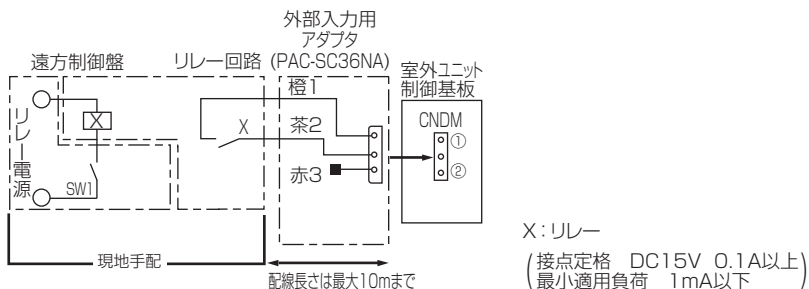 外部入力用
アダプタ
(PAC-SC36NA)
遠方制御盤
リレー回路
室外ユニット
制御基板
橙1
CNDM
リレー電源
X
X
茶2
①
赤3
②
SW1
現地手配
配線長さは最大10mまで
X：リレー
(接点定格　DC15V　0.1A以上
最小適用負荷　1mA以下)